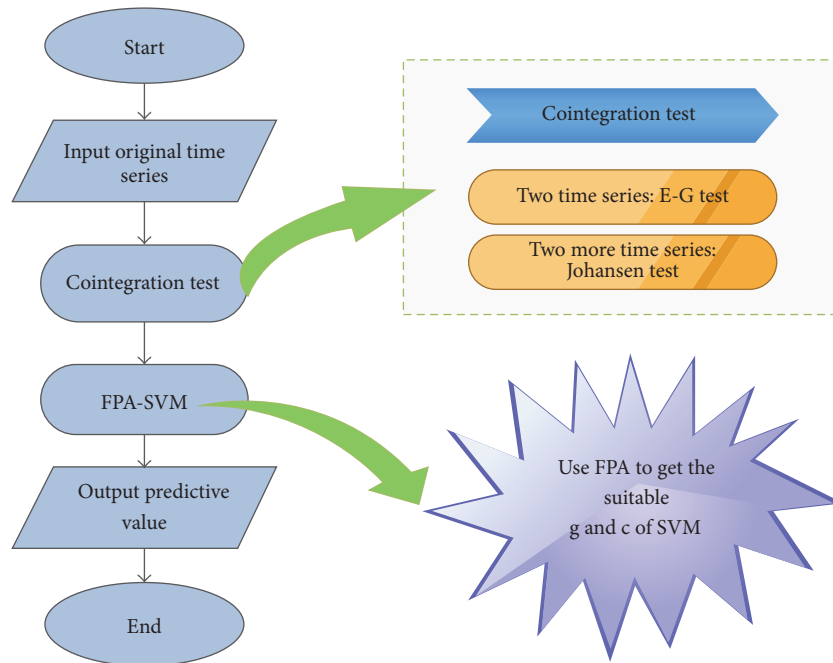 Start
Input original time
series
Cointegration test
FPA-SVM
Output predictive
value
End
Cointegration test
Two time series: E-G test
Two more time series:
Johansen test
Use FPA to get the
suitable
g and c of SVM